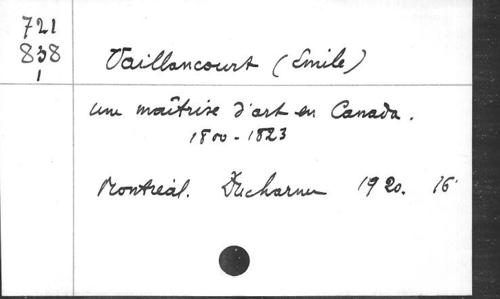 721
838
1
Vaillancourt (Emile)
une maîtrise d'art en Canada.
1800-1823
Montréal. Ducharme 1920. 16°